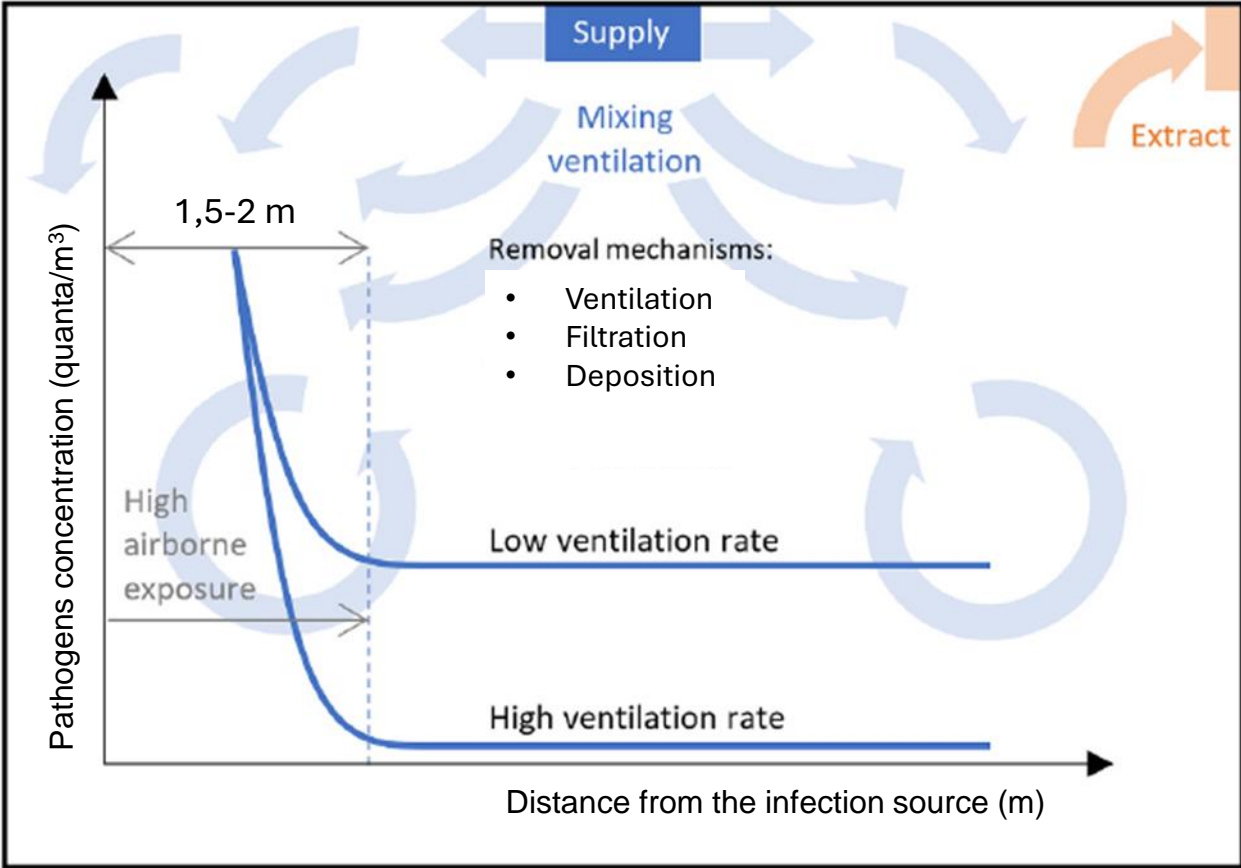 Supply
Mixing
ventilation
Extract
1,5-2 m
Removal mechanisms:
• Ventilation
• Filtration
• Deposition
Pathogens concentration (quanta/m³)
High
airborne
exposure
Low ventilation rate
High ventilation rate
Distance from the infection source (m)